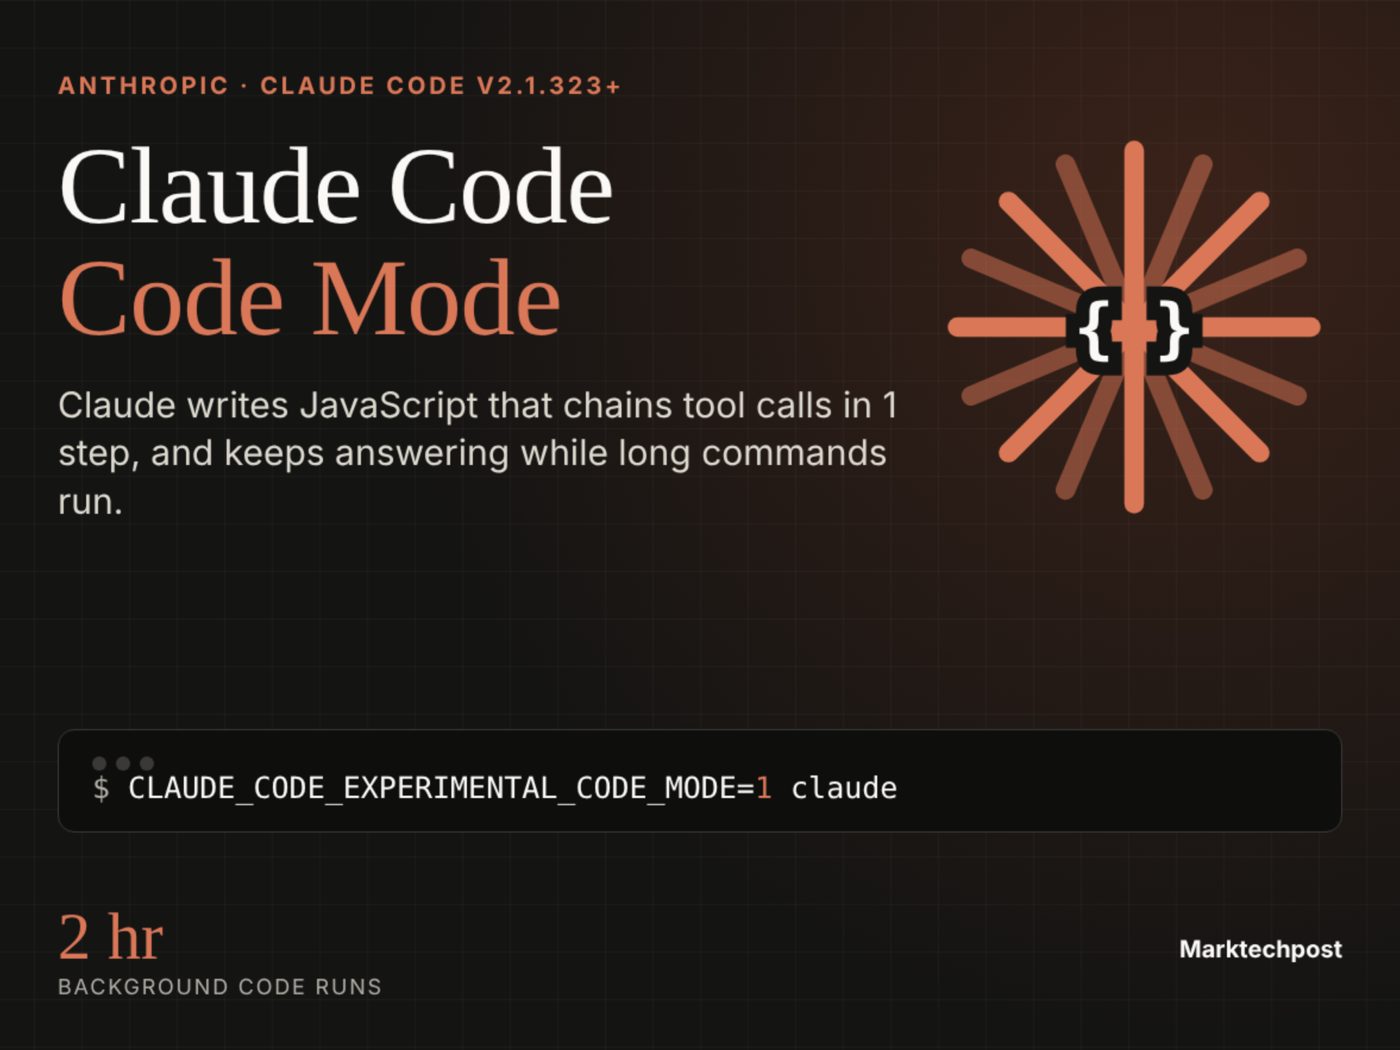 ANTHROPIC · CLAUDE CODE V2.1.323+
Claude Code
Code Mode
Claude writes JavaScript that chains tool calls in 1
step, and keeps answering while long commands
run.
{ }
$ CLAUDE_CODE_EXPERIMENTAL_CODE_MODE=1 claude
2 hr
BACKGROUND CODE RUNS
Marktechpost